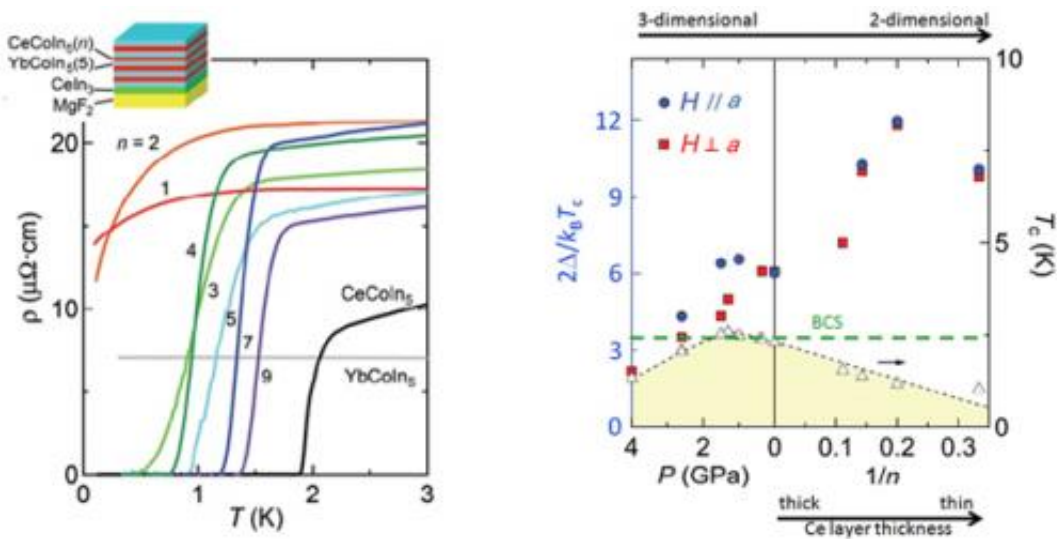 CeCoIn₅(n)
YbCoIn₅(5)
CeIn₃
MgF₂
20
10
0
ρ (μΩ·cm)
n = 2
1
4
3
5
7
9
CeCoIn₅
YbCoIn₅
0
1
2
3
T (K)
3-dimensional
2-dimensional
H // a
H ⊥ a
12
9
6
3
0
2Δ/k_BT_c
BCS
10
5
0
T_c (K)
4
2
0
0.1
0.2
0.3
P (GPa)
1/n
thick
thin
Ce layer thickness